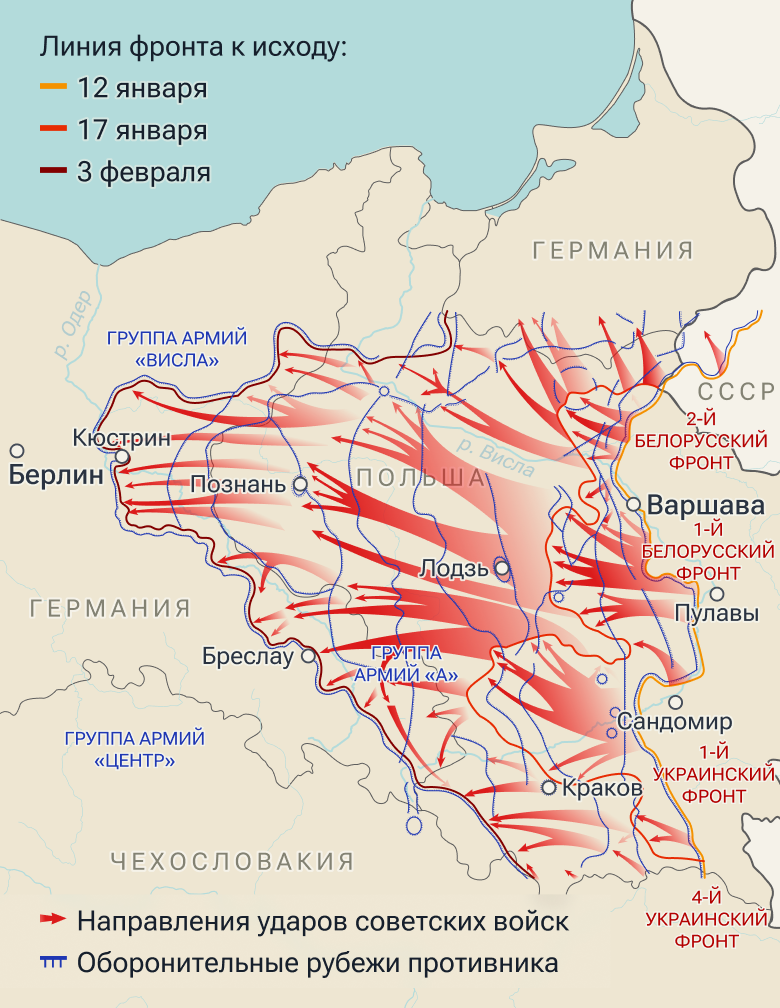 Линия фронта к исходу:
12 января
17 января
3 февраля
ГЕРМАНИЯ
р. Одер
ГРУППА АРМИЙ
«ВИСЛА»
СССР
2-Й
БЕЛОРУССКИЙ
ФРОНТ
Кюстрин
Берлин
р. Висла
ПОЛЬША
Познань
Варшава
1-Й
БЕЛОРУССКИЙ
ФРОНТ
Лодзь
ГЕРМАНИЯ
Пулавы
Бреслау
ГРУППА
АРМИЙ «А»
Сандомир
ГРУППА АРМИЙ
«ЦЕНТР»
1-Й
УКРАИНСКИЙ
ФРОНТ
Краков
ЧЕХОСЛОВАКИЯ
4-Й
УКРАИНСКИЙ
ФРОНТ
Направления ударов советских войск
Оборонительные рубежи противника